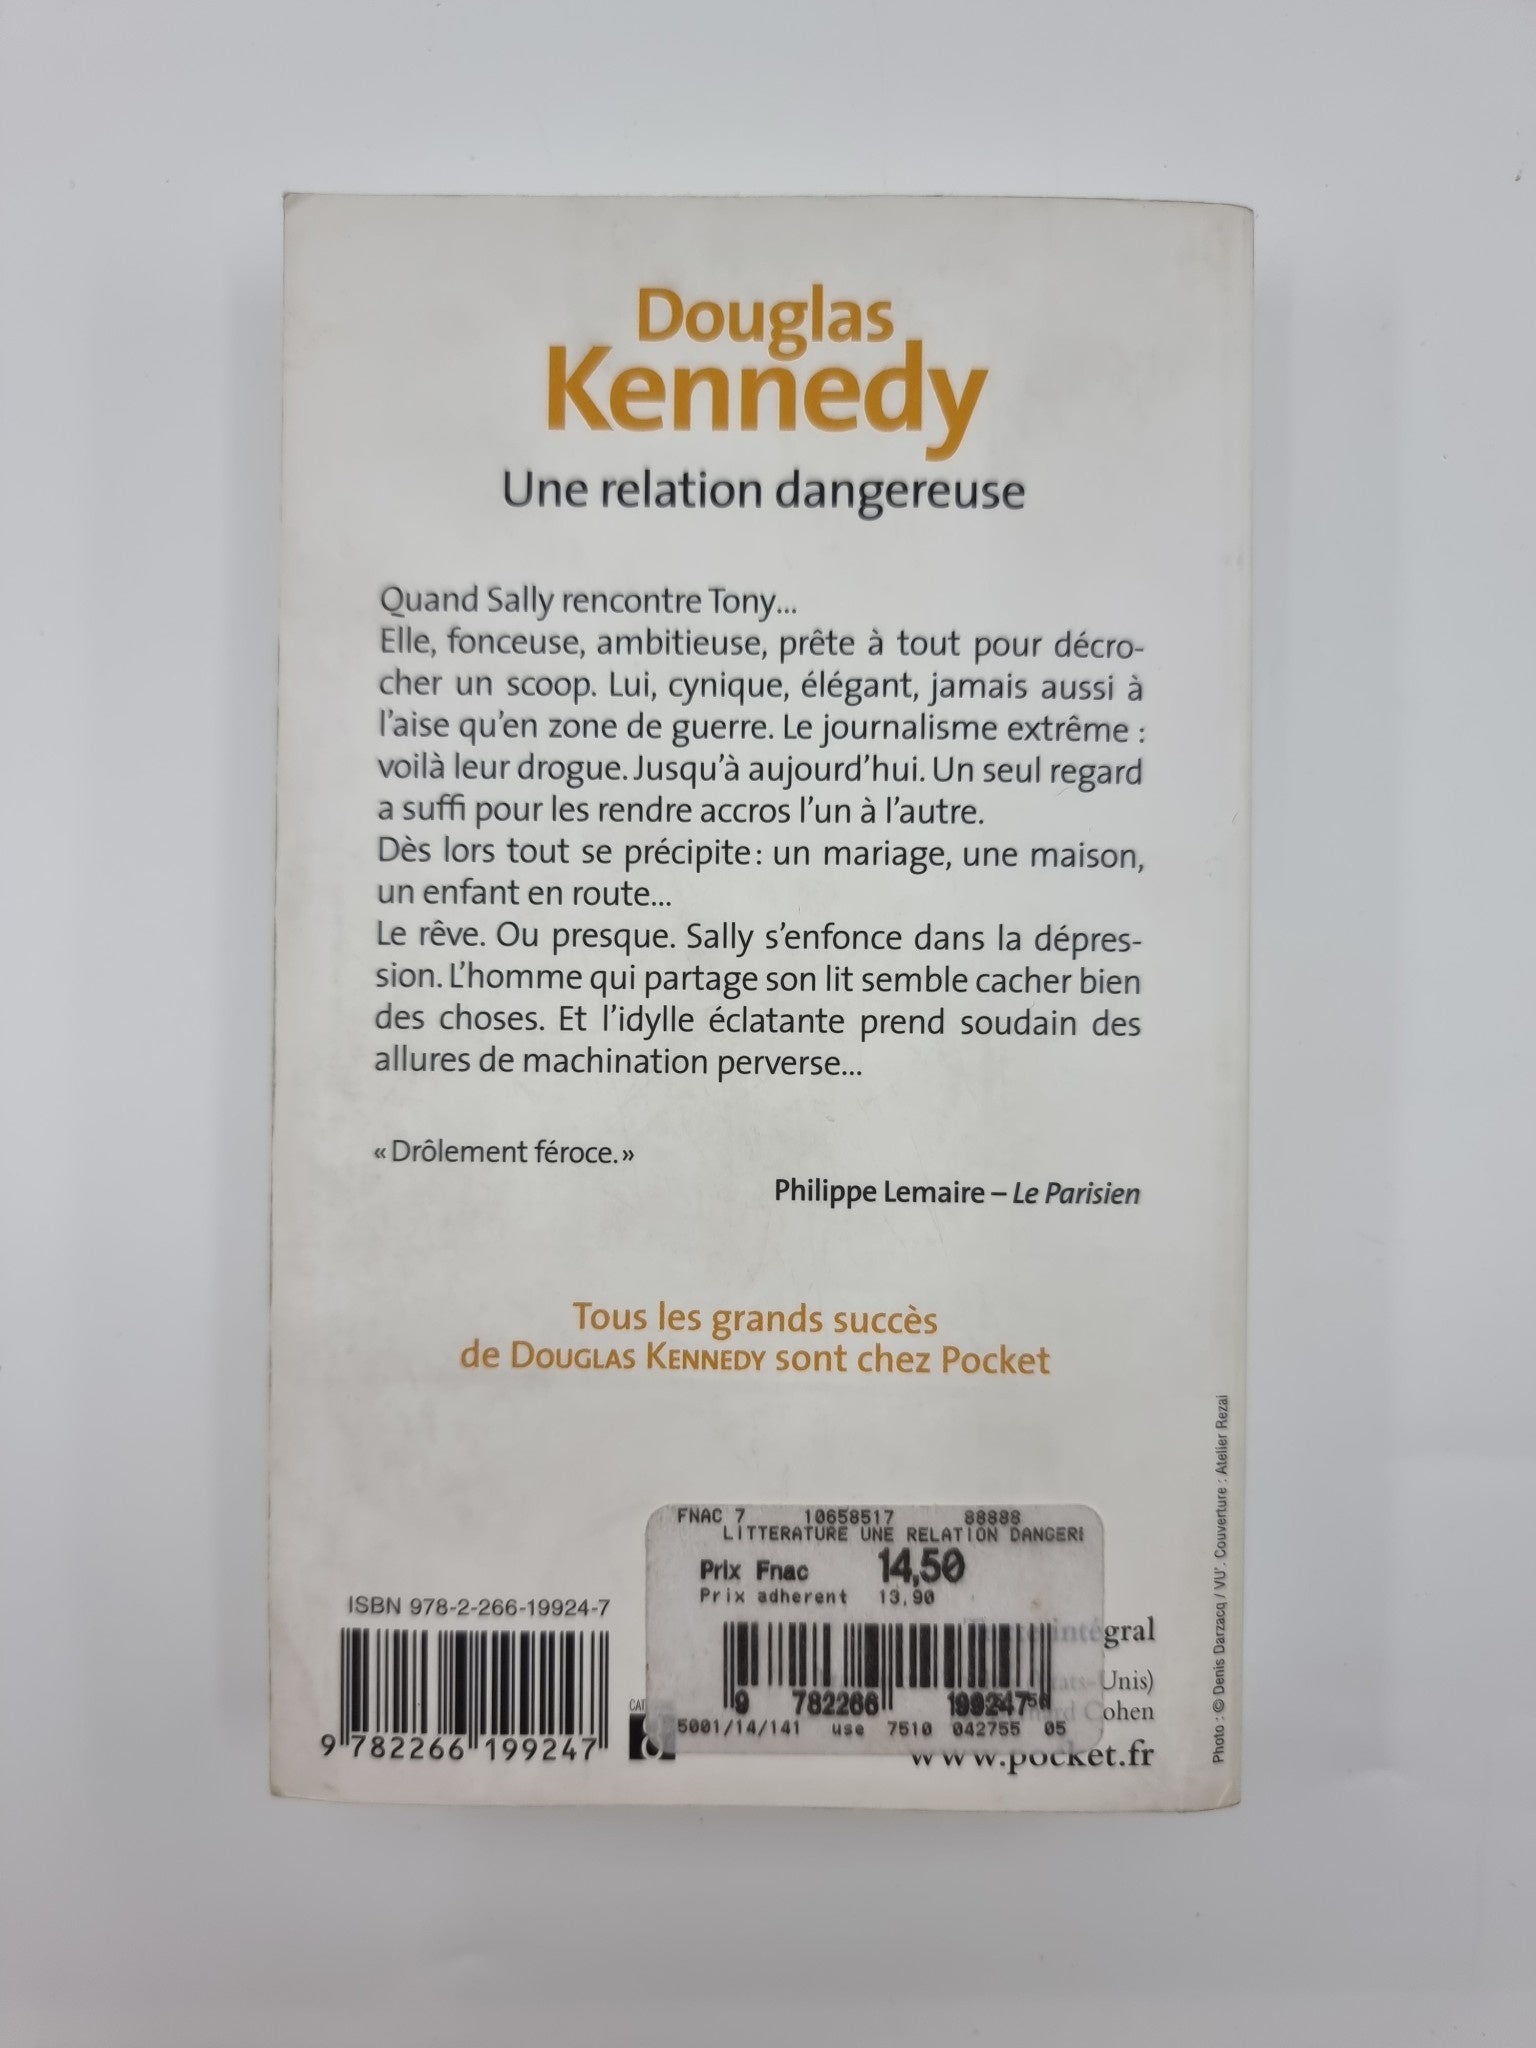 Douglas
Kennedy
Une relation dangereuse
Quand Sally rencontre Tony...
Elle, fonceuse, ambitieuse, prête à tout pour décro-
cher un scoop. Lui, cynique, élégant, jamais aussi à
l'aise qu'en zone de guerre. Le journalisme extrême :
voilà leur drogue. Jusqu'à aujourd'hui. Un seul regard
a suffi pour les rendre accros l'un à l'autre.
Dès lors tout se précipite : un mariage, une maison,
un enfant en route...
Le rêve. Ou presque. Sally s'enfonce dans la dépres-
sion. L'homme qui partage son lit semble cacher bien
des choses. Et l'idylle éclatante prend soudain des
allures de machination perverse...
« Drôlement féroce. »
Philippe Lemaire – Le Parisien
Tous les grands succès
de DOUGLAS KENNEDY sont chez Pocket
FNAC 7 10658517 88888
LITTERATURE UNE RELATION DANGERE
Prix Fnac 14,50
Prix adherent 13,90
9 782266 199247
5001/14/141 use 7510 042755 05
ISBN 978-2-266-19924-7
9 782266 199247
CAT
intégral
-Unis)
Cohen
www.pocket.fr
Photo : © Denis Darzacq / VU'. Couverture : Atelier Rezai